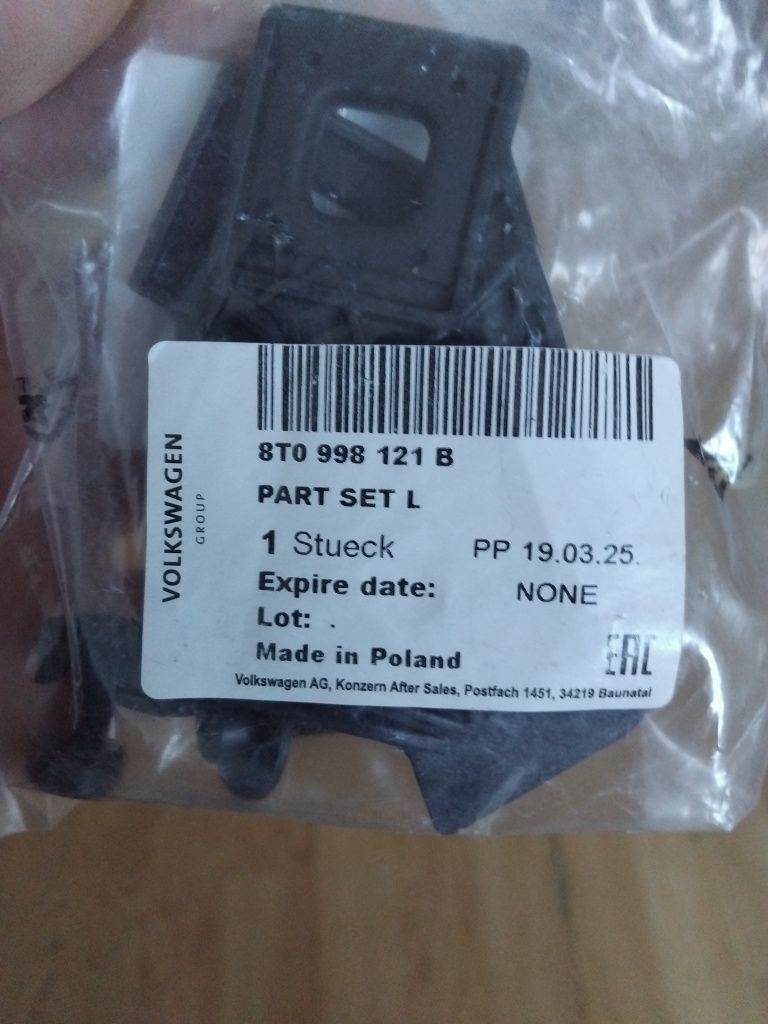 VOLKSWAGEN
GROUP
8T0 998 121 B
PART SET L
1 Stueck PP 19.03.25.
Expire date: NONE
Lot: .
Made in Poland
EAC
Volkswagen AG, Konzern After Sales, Postfach 1451, 34219 Baunatal